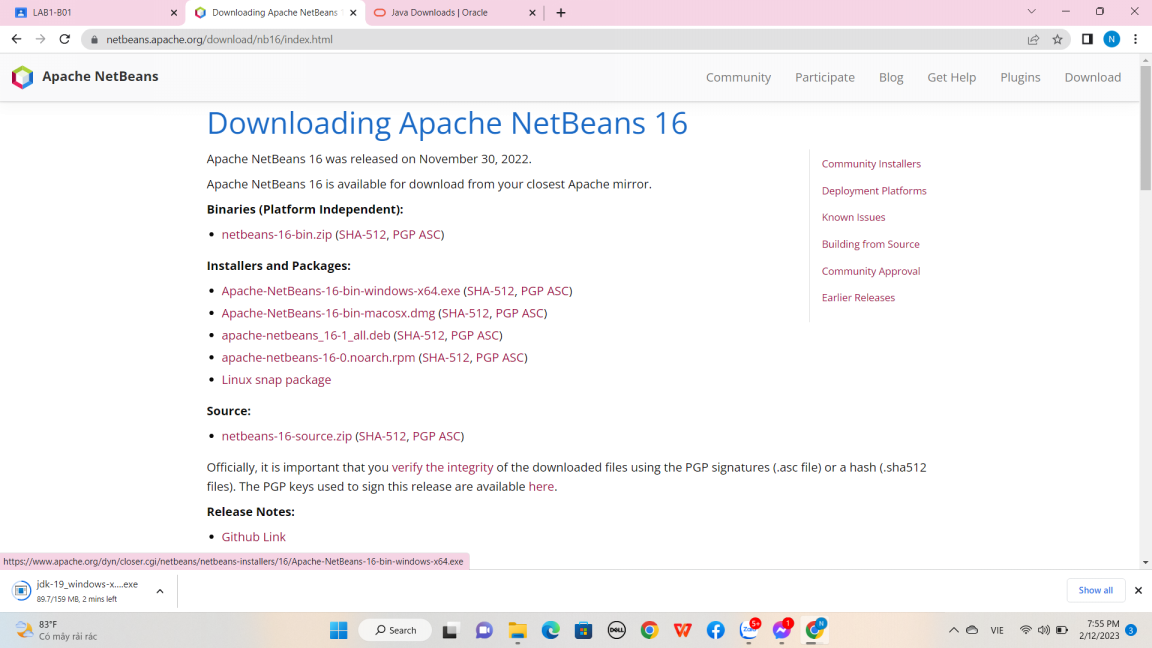 LAB1-B01
Downloading Apache NetBeans
Java Downloads | Oracle
netbeans.apache.org/download/nb16/index.html
N
Apache NetBeans
Community Participate Blog Get Help Plugins Download
Downloading Apache NetBeans 16
Apache NetBeans 16 was released on November 30, 2022.
Apache NetBeans 16 is available for download from your closest Apache mirror.
Binaries (Platform Independent):
• netbeans-16-bin.zip (SHA-512, PGP ASC)
Installers and Packages:
• Apache-NetBeans-16-bin-windows-x64.exe (SHA-512, PGP ASC)
• Apache-NetBeans-16-bin-macosx.dmg (SHA-512, PGP ASC)
• apache-netbeans_16-1_all.deb (SHA-512, PGP ASC)
• apache-netbeans-16-0.noarch.rpm (SHA-512, PGP ASC)
• Linux snap package
Source:
• netbeans-16-source.zip (SHA-512, PGP ASC)
Officially, it is important that you verify the integrity of the downloaded files using the PGP signatures (.asc file) or a hash (.sha512
files). The PGP keys used to sign this release are available here.
Release Notes:
• Github Link
Community Installers
Deployment Platforms
Known Issues
Building from Source
Community Approval
Earlier Releases
https://www.apache.org/dyn/closer.cgi/netbeans/netbeans-installers/16/Apache-NetBeans-16-bin-windows-x64.exe
jdk-19_windows-x....exe
89.7/159 MB, 2 mins left
Show all
83°F
Có mây rải rác
Search
DELL
Zalo
5+
1
N
VIE
7:55 PM
2/12/2023
3